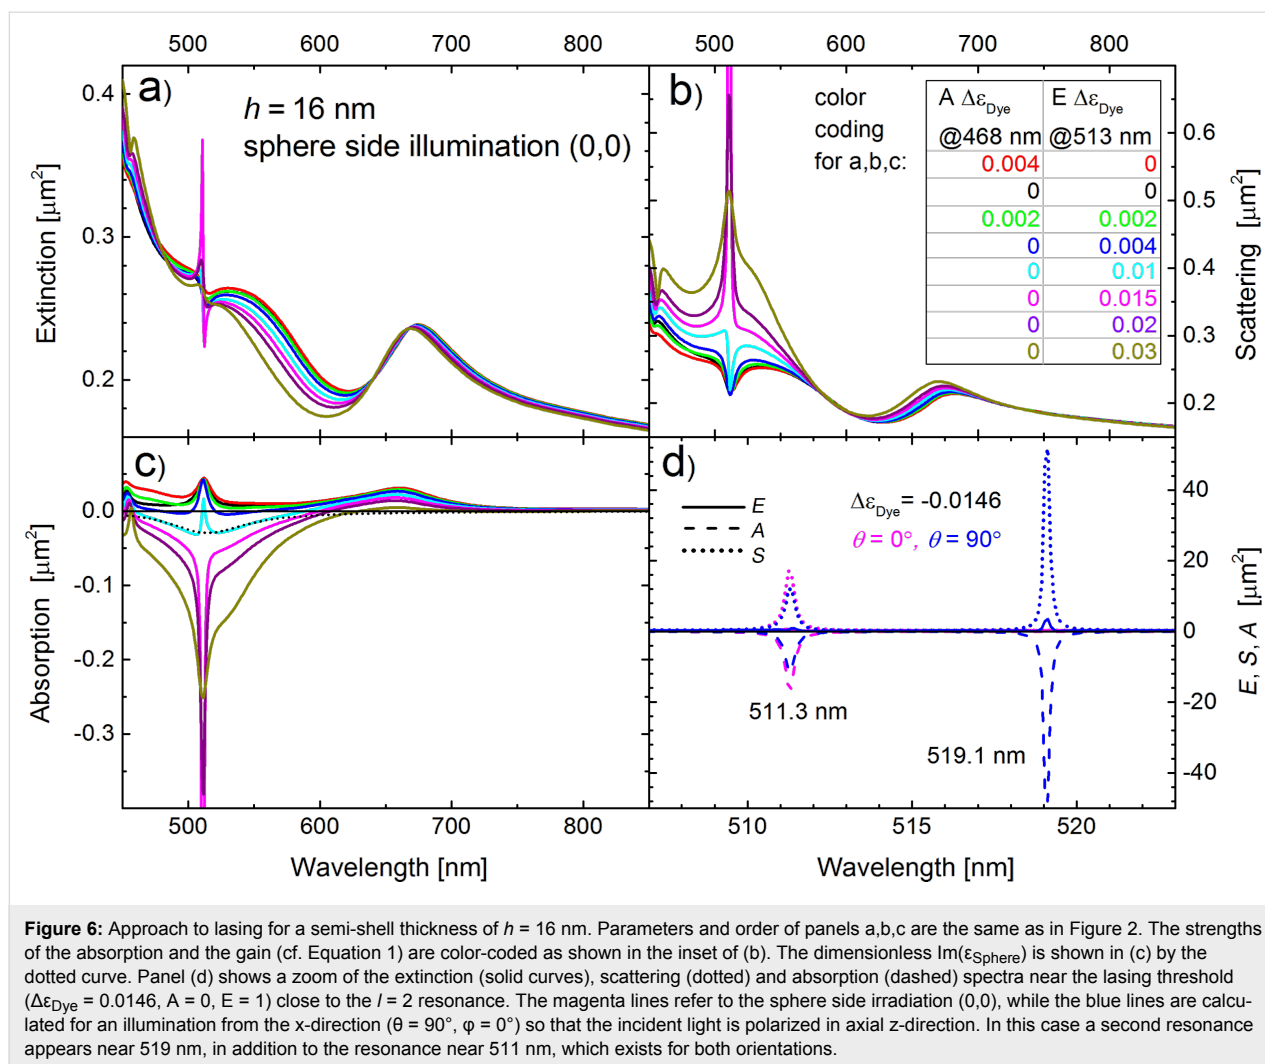 500 600 700 800
500 600 700 800
a)
h = 16 nm
sphere side illumination (0,0)
0.4
0.3
0.2
Extinction [µm²]
b)
color
coding
for a,b,c:
A Δε_Dye E Δε_Dye
@468 nm @513 nm
0.004 0
0 0
0.002 0.002
0 0.004
0 0.01
0 0.015
0 0.02
0 0.03
0.6
0.5
0.4
0.3
0.2
Scattering [µm²]
c)
0.0
-0.1
-0.2
-0.3
Absorption [µm²]
500 600 700 800
Wavelength [nm]
d)
E
A
S
Δε_Dye = -0.0146
θ = 0°, θ = 90°
511.3 nm
519.1 nm
40
20
0
-20
-40
E, S, A [µm²]
510 515 520
Wavelength [nm]
Figure 6: Approach to lasing for a semi-shell thickness of h = 16 nm. Parameters and order of panels a,b,c are the same as in Figure 2. The strengths
of the absorption and the gain (cf. Equation 1) are color-coded as shown in the inset of (b). The dimensionless Im(ε_Sphere) is shown in (c) by the
dotted curve. Panel (d) shows a zoom of the extinction (solid curves), scattering (dotted) and absorption (dashed) spectra near the lasing threshold
(Δε_Dye = 0.0146, A = 0, E = 1) close to the l = 2 resonance. The magenta lines refer to the sphere side irradiation (0,0), while the blue lines are calcu-
lated for an illumination from the x-direction (θ = 90°, φ = 0°) so that the incident light is polarized in axial z-direction. In this case a second resonance
appears near 519 nm, in addition to the resonance near 511 nm, which exists for both orientations.